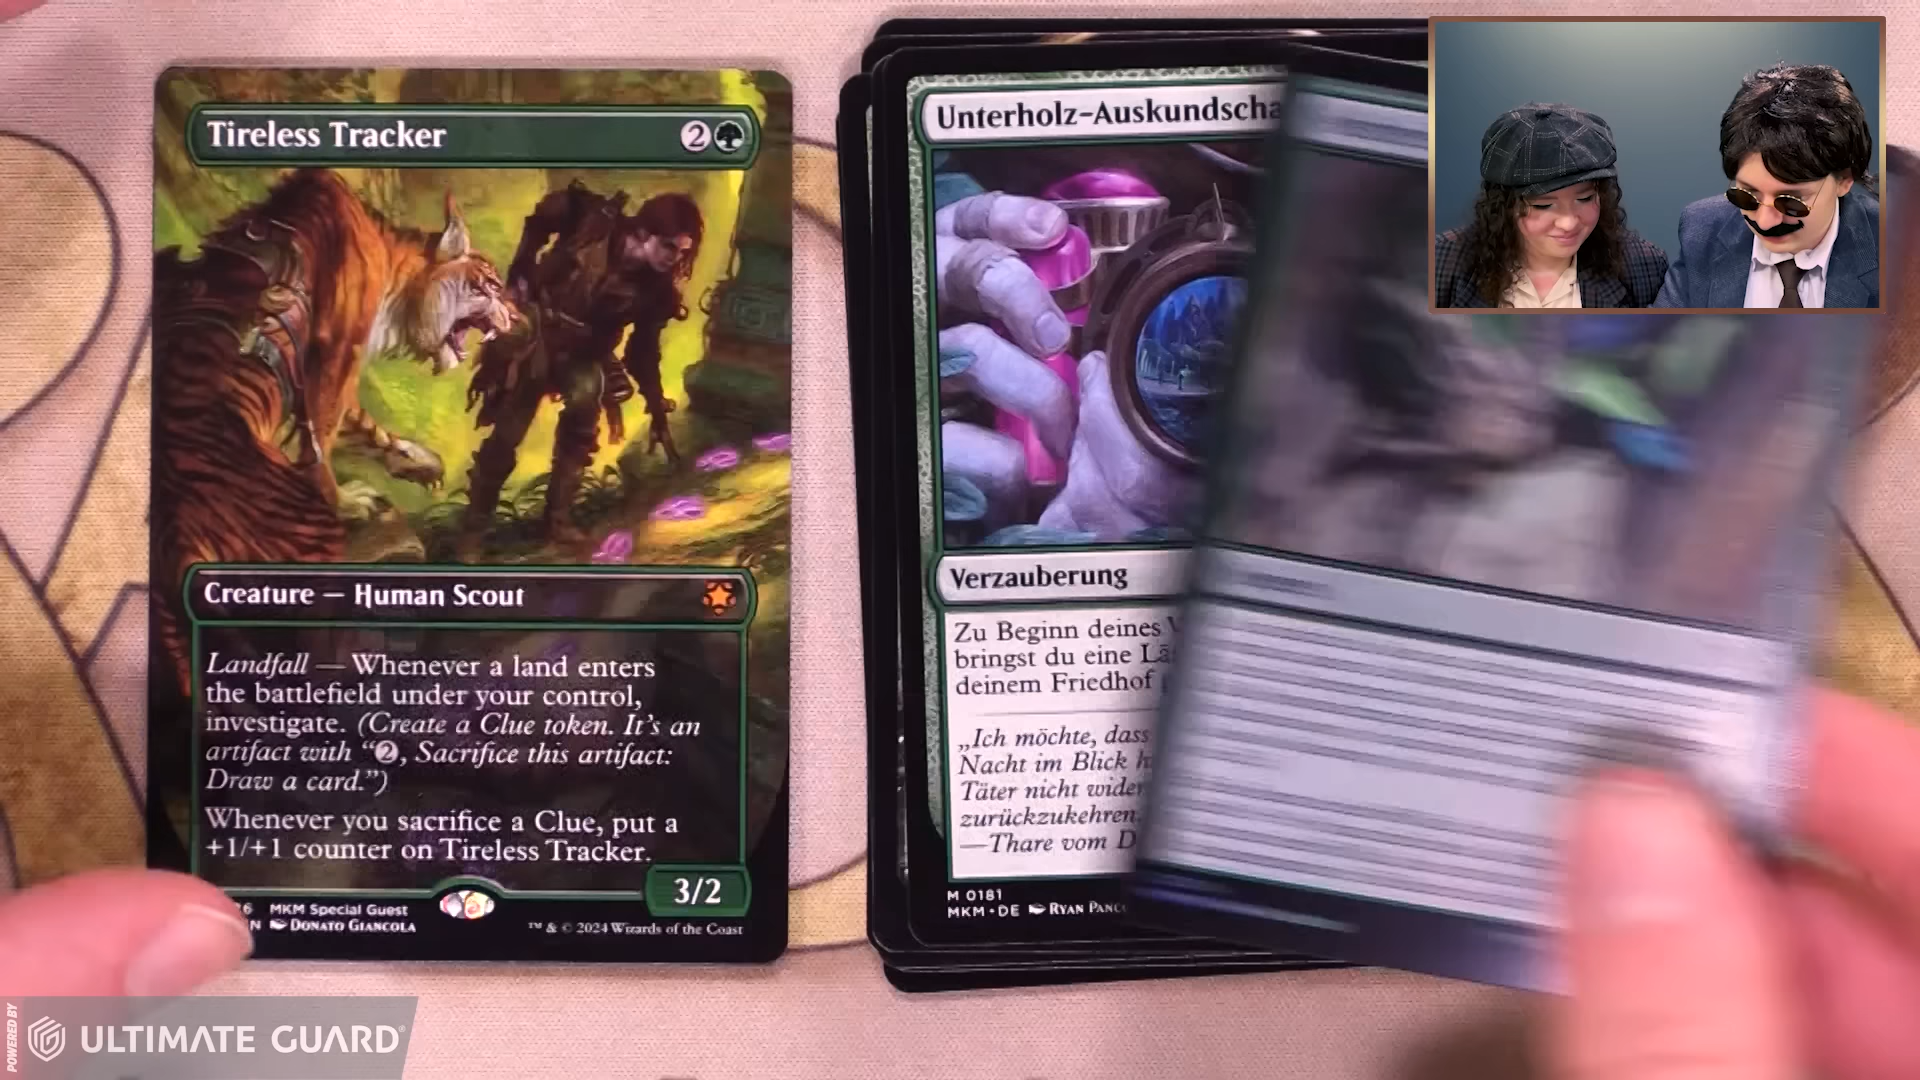 Tireless Tracker
2
Creature — Human Scout
Landfall — Whenever a land enters
the battlefield under your control,
investigate. (Create a Clue token. It's an
artifact with “2, Sacrifice this artifact:
Draw a card.”)
Whenever you sacrifice a Clue, put a
+1/+1 counter on Tireless Tracker.
3/2
MKM Special Guest
DONATO GIANCOLA
™ & © 2024 Wizards of the Coast
Unterholz-Auskundscha
Verzauberung
Zu Beginn deines
bringst du eine
deinem Friedhof
„Ich möchte, dass
Nacht im Blick
Täter nicht
zurückzukehren.
—Thare vom
M 0181
MKM • DE RYAN
POWERED BY
ULTIMATE GUARD®